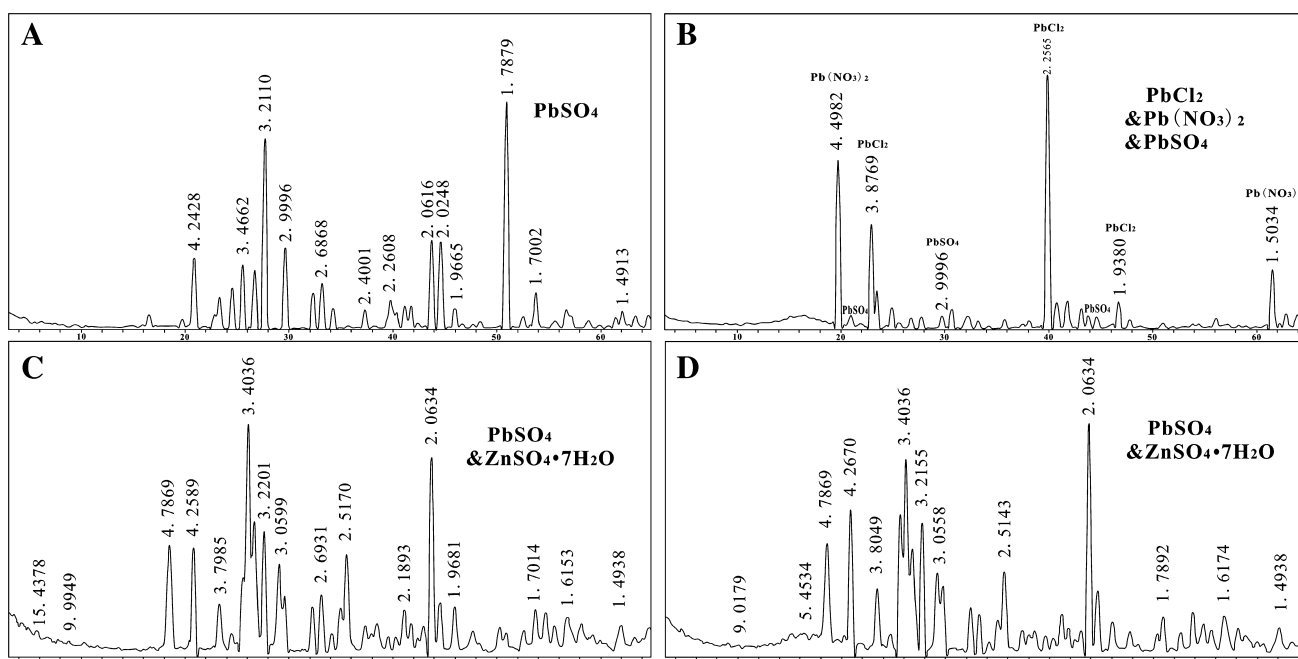 A
4.2428
3.4662
3.2110
2.9996
2.6868
2.4001
2.2608
2.0616
2.0248
1.9665
1.7879
1.7002
1.4913
PbSO₄
10 20 30 40 50 60
B
Pb(NO₃)₂
4.4982
PbSO₄
PbCl₂
3.8769
PbSO₄
2.9996
PbCl₂
2.2565
PbSO₄
PbCl₂
1.9380
Pb(NO₃)
1.5034
PbCl₂
&Pb(NO₃)₂
&PbSO₄
10 20 30 40 50 60
C
15.4378
9.9949
4.7869
4.2589
3.7985
3.4036
3.2201
3.0599
2.6931
2.5170
2.1893
2.0634
1.9681
1.7014
1.6153
1.4938
PbSO₄
&ZnSO₄•7H₂O
D
9.0179
5.4534
4.7869
4.2670
3.8049
3.4036
3.2155
3.0558
2.5143
2.0634
1.7892
1.6174
1.4938
PbSO₄
&ZnSO₄•7H₂O